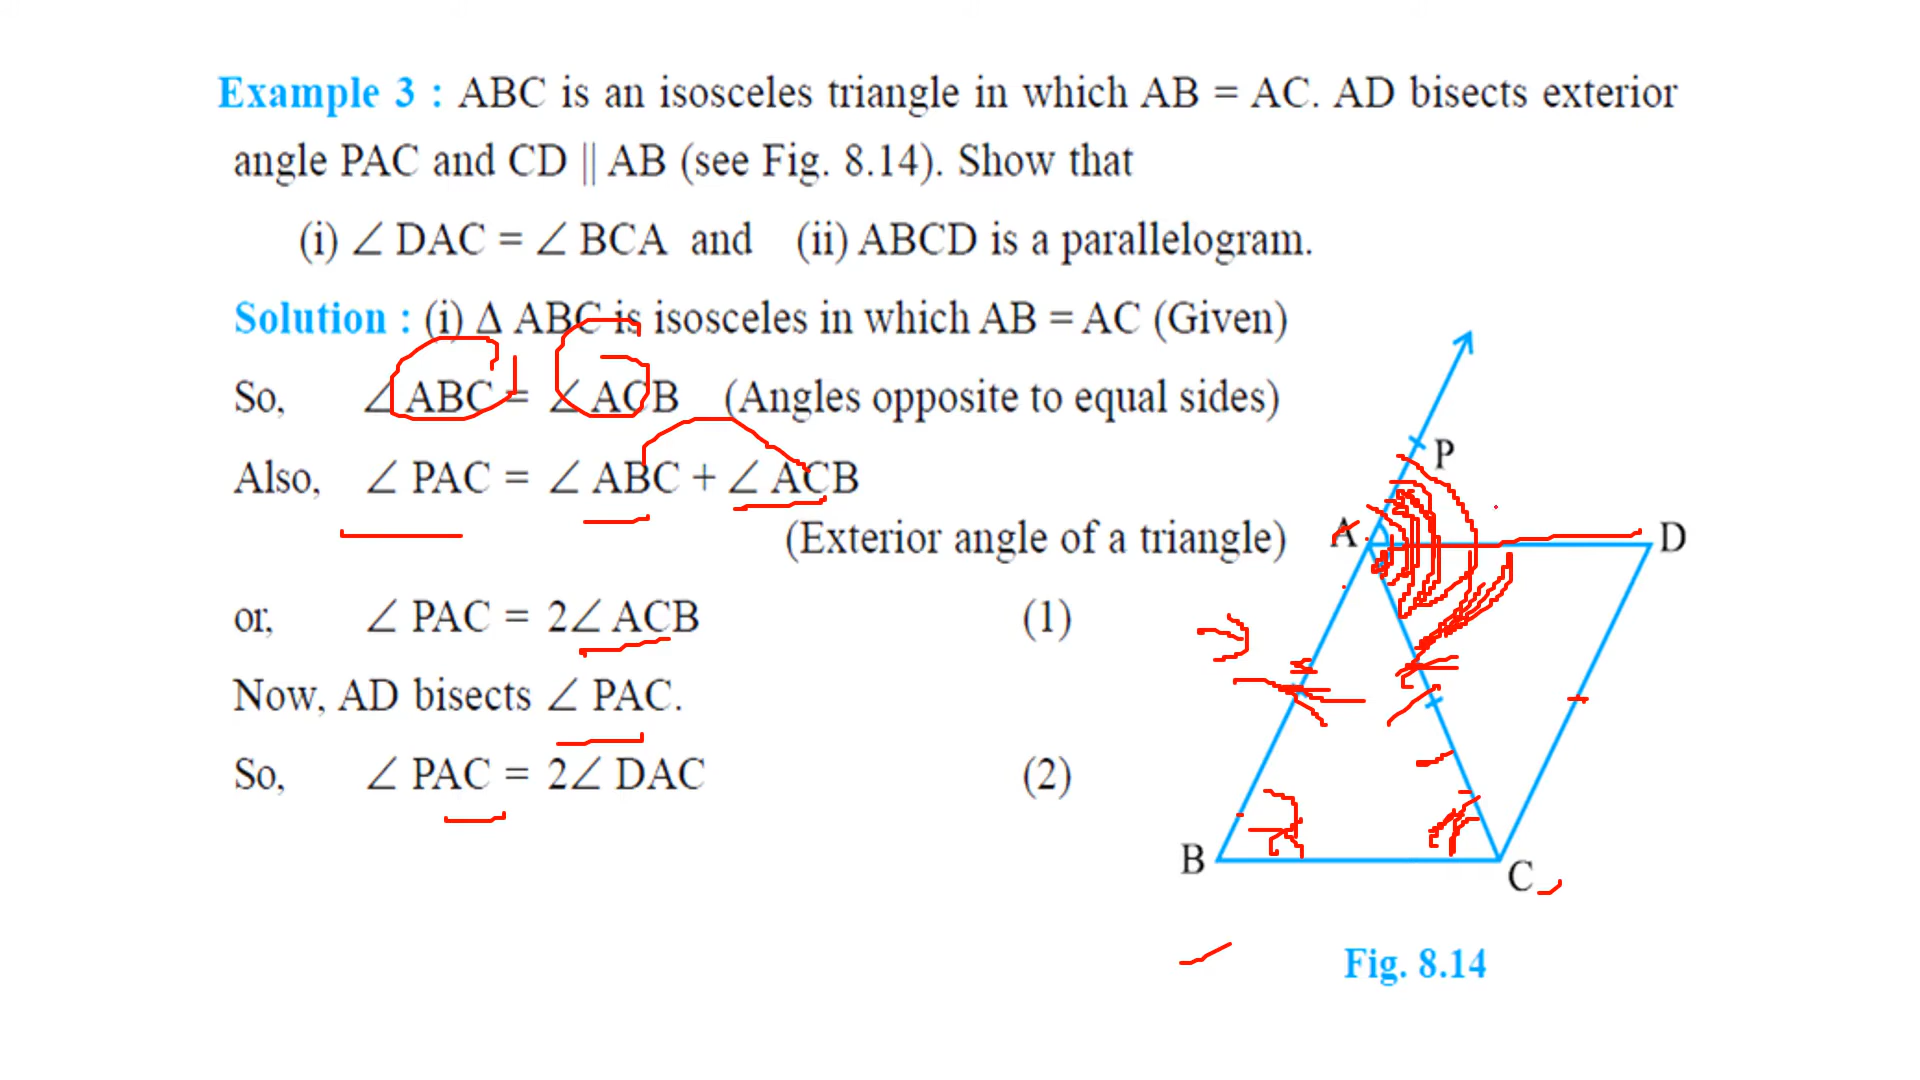 Example 3 : ABC is an isosceles triangle in which AB = AC. AD bisects exterior
angle PAC and CD || AB (see Fig. 8.14). Show that
(i) ∠ DAC = ∠ BCA and (ii) ABCD is a parallelogram.
Solution : (i) Δ ABC is isosceles in which AB = AC (Given)
So, ∠ ABC = ∠ ACB (Angles opposite to equal sides)
Also, ∠ PAC = ∠ ABC + ∠ ACB
(Exterior angle of a triangle)
or, ∠ PAC = 2∠ ACB (1)
Now, AD bisects ∠ PAC.
So, ∠ PAC = 2∠ DAC (2)
P
A
D
B
C
Fig. 8.14